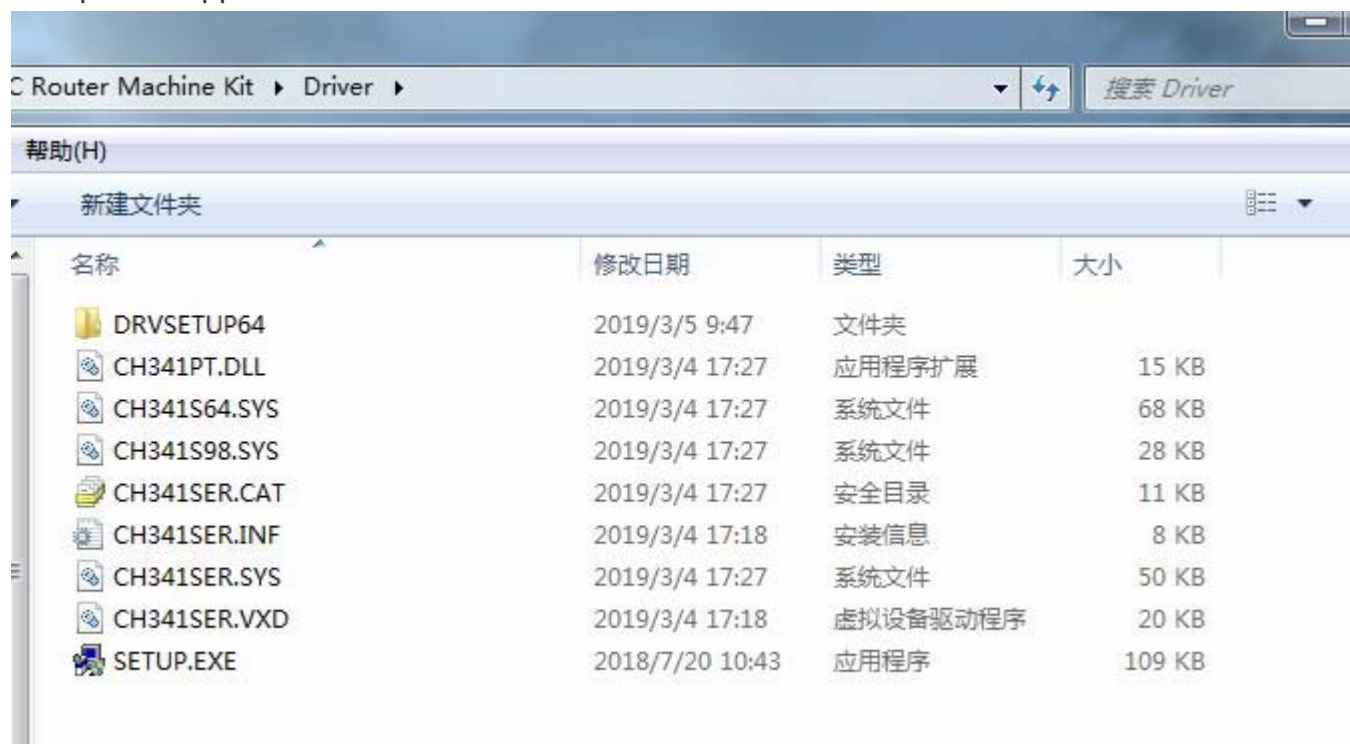 C Router Machine Kit ▸ Driver ▸ 搜索 Driver
帮助(H)
新建文件夹
名称 修改日期 类型 大小
DRVSETUP64 2019/3/5 9:47 文件夹
CH341PT.DLL 2019/3/4 17:27 应用程序扩展 15 KB
CH341S64.SYS 2019/3/4 17:27 系统文件 68 KB
CH341S98.SYS 2019/3/4 17:27 系统文件 28 KB
CH341SER.CAT 2019/3/4 17:27 安全目录 11 KB
CH341SER.INF 2019/3/4 17:18 安装信息 8 KB
CH341SER.SYS 2019/3/4 17:27 系统文件 50 KB
CH341SER.VXD 2019/3/4 17:18 虚拟设备驱动程序 20 KB
SETUP.EXE 2018/7/20 10:43 应用程序 109 KB